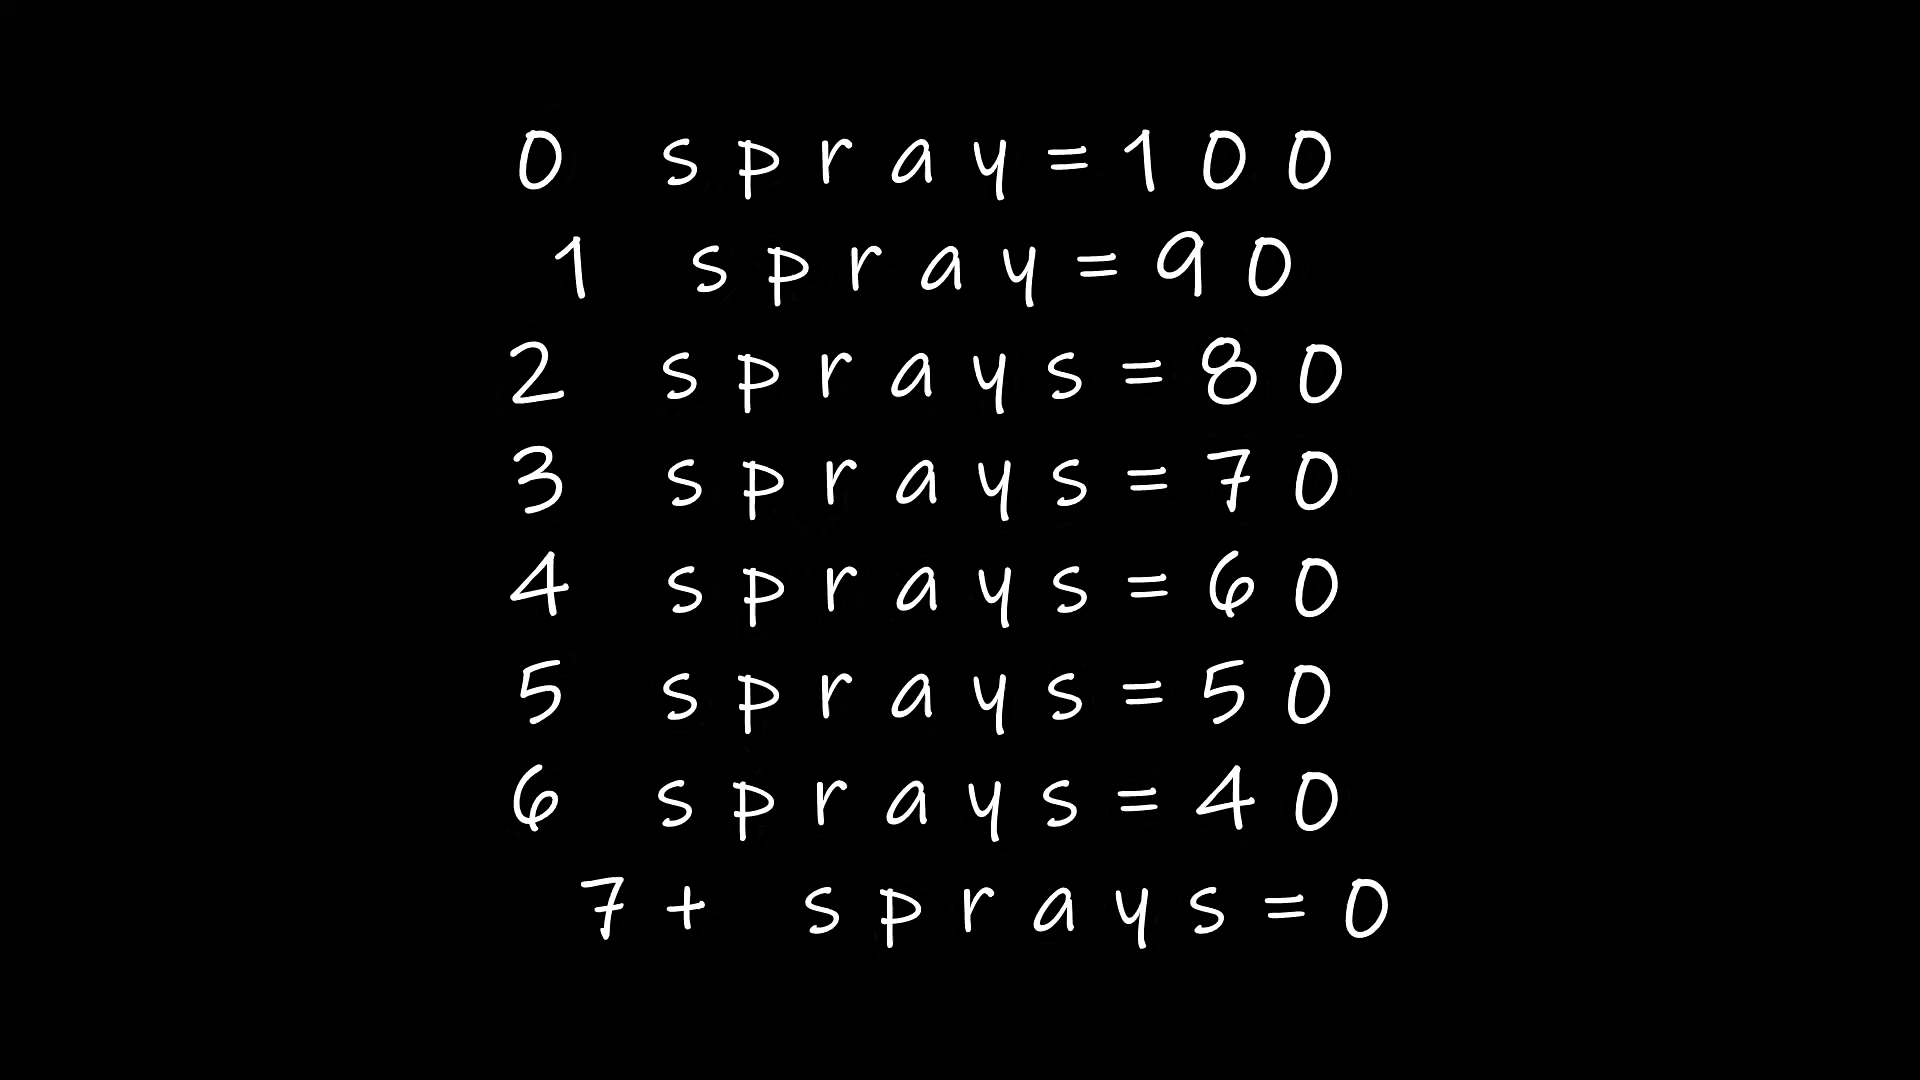 0 spray=100
1 spray=90
2 sprays=80
3 sprays=70
4 sprays=60
5 sprays=50
6 sprays=40
7+ sprays=0